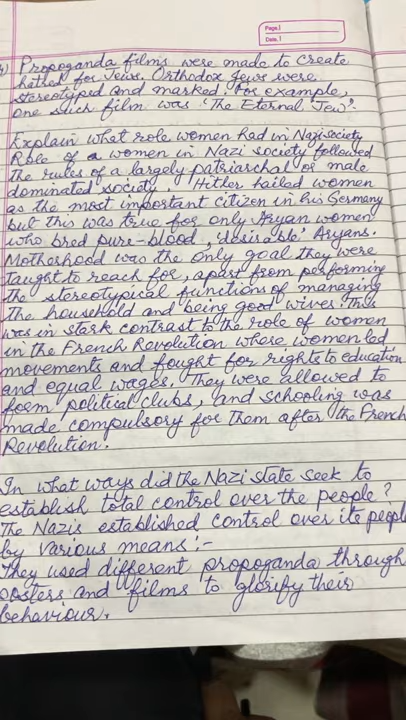 Page.:
Date.:
Propoganda films were made to create
hatred for Jews. Orthodox Jews were
stereotyped and marked. For example,
one such film was 'The Eternal Jew'.
Explain what role women had in Nazi society
Role of a women in Nazi society followed
the rules of a largely patriarchal or male
dominated society. Hitler hailed women
as the most important citizen in his Germany
but this was true for only Aryan women
who bred pure-blood, 'desirable' Aryans.
Motherhood was the only goal they were
taught to reach for, apart from performing
the stereotypical functions of managing
the household and being good wives. This
was in stark contrast to the role of women
in the French Revolution where women led
movements and fought for rights to education
and equal wages. They were allowed to
form political clubs, and schooling was
made compulsory for them after the French
Revolution.
In what ways did the Nazi state seek to
establish total control over the people?
The Nazis established control over its peopl
by various means :-
They used different propoganda through
posters and films to glorify their
behaviour.